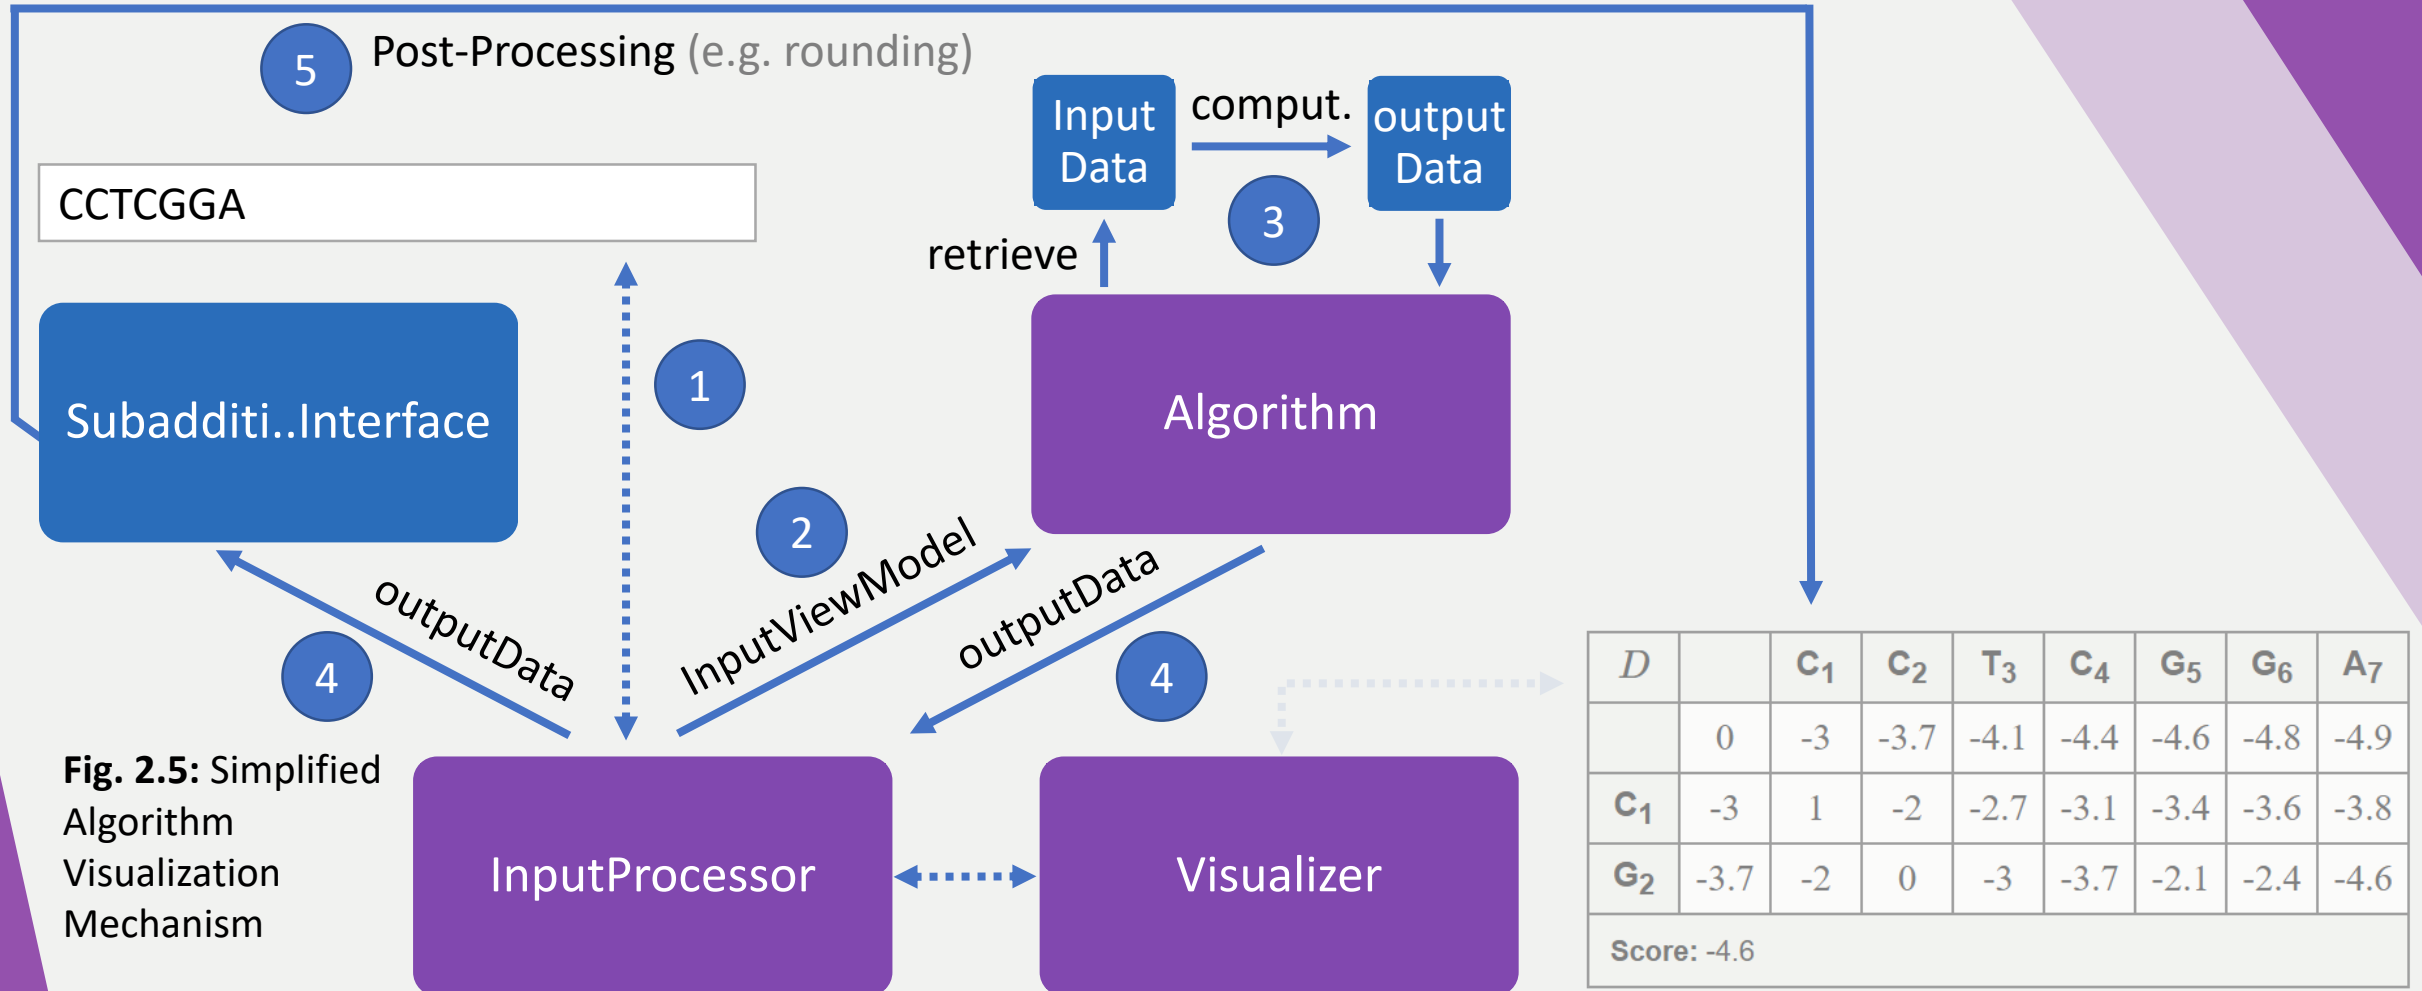 5 Post-Processing (e.g. rounding)
Input
Data
comput.
output
Data
CCTCGGA
3
retrieve
Subadditi..Interface
1
Algorithm
2
InputViewModel
outputData
outputData
4
4
Fig. 2.5: Simplified
Algorithm
Visualization
Mechanism
InputProcessor
Visualizer
D C1 C2 T3 C4 G5 G6 A7
0 -3 -3.7 -4.1 -4.4 -4.6 -4.8 -4.9
C1 -3 1 -2 -2.7 -3.1 -3.4 -3.6 -3.8
G2 -3.7 -2 0 -3 -3.7 -2.1 -2.4 -4.6
Score: -4.6